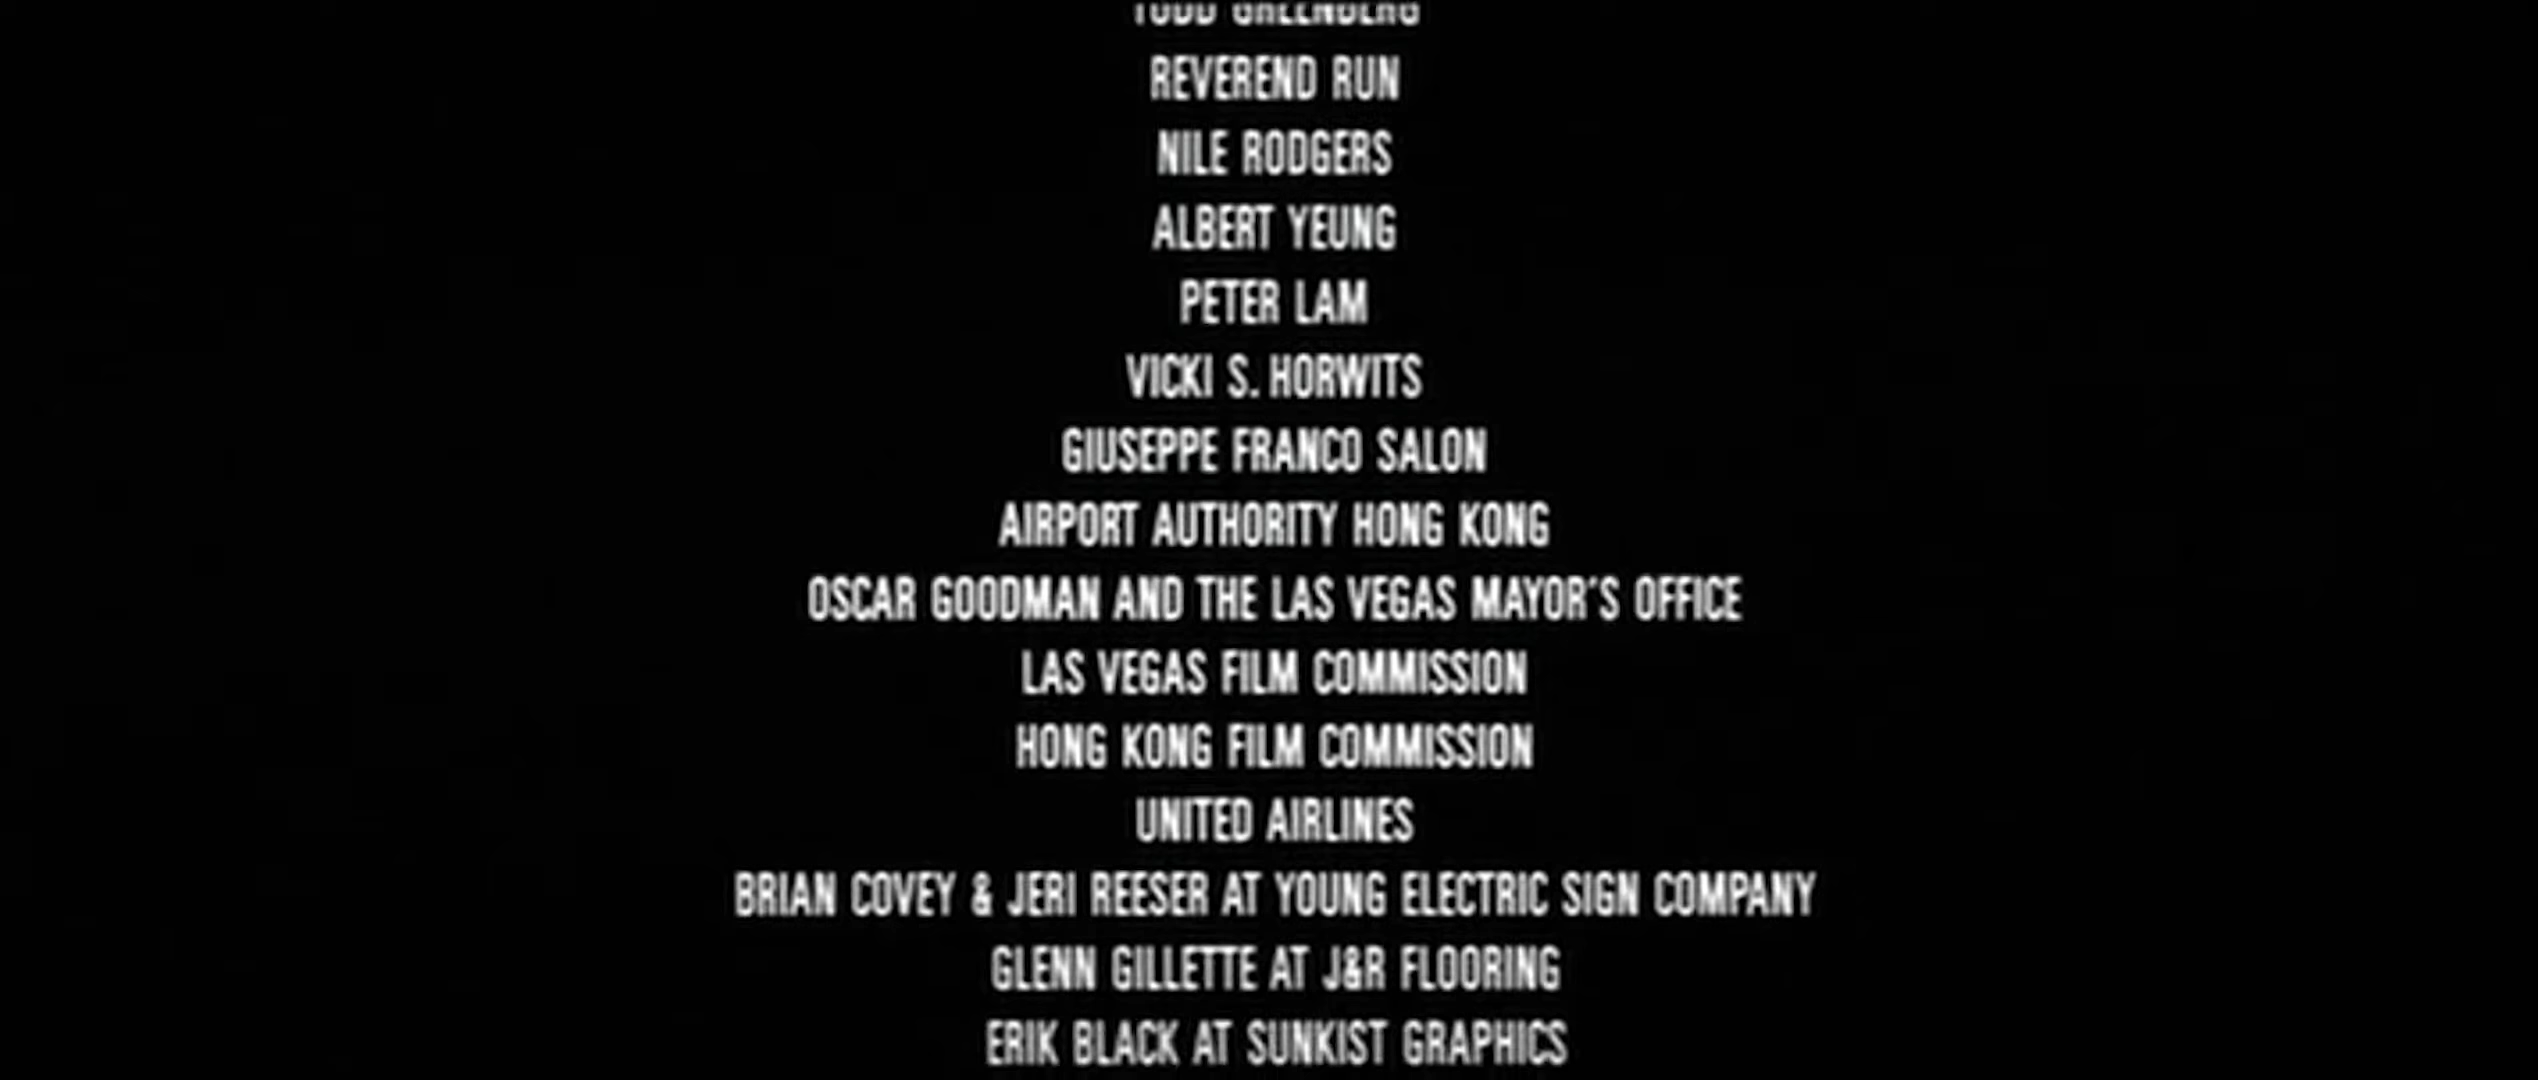 TODD GREENBERG
REVEREND RUN
NILE RODGERS
ALBERT YEUNG
PETER LAM
VICKI S. HORWITS
GIUSEPPE FRANCO SALON
AIRPORT AUTHORITY HONG KONG
OSCAR GOODMAN AND THE LAS VEGAS MAYOR'S OFFICE
LAS VEGAS FILM COMMISSION
HONG KONG FILM COMMISSION
UNITED AIRLINES
BRIAN COVEY & JERI REESER AT YOUNG ELECTRIC SIGN COMPANY
GLENN GILLETTE AT J&R FLOORING
ERIK BLACK AT SUNKIST GRAPHICS